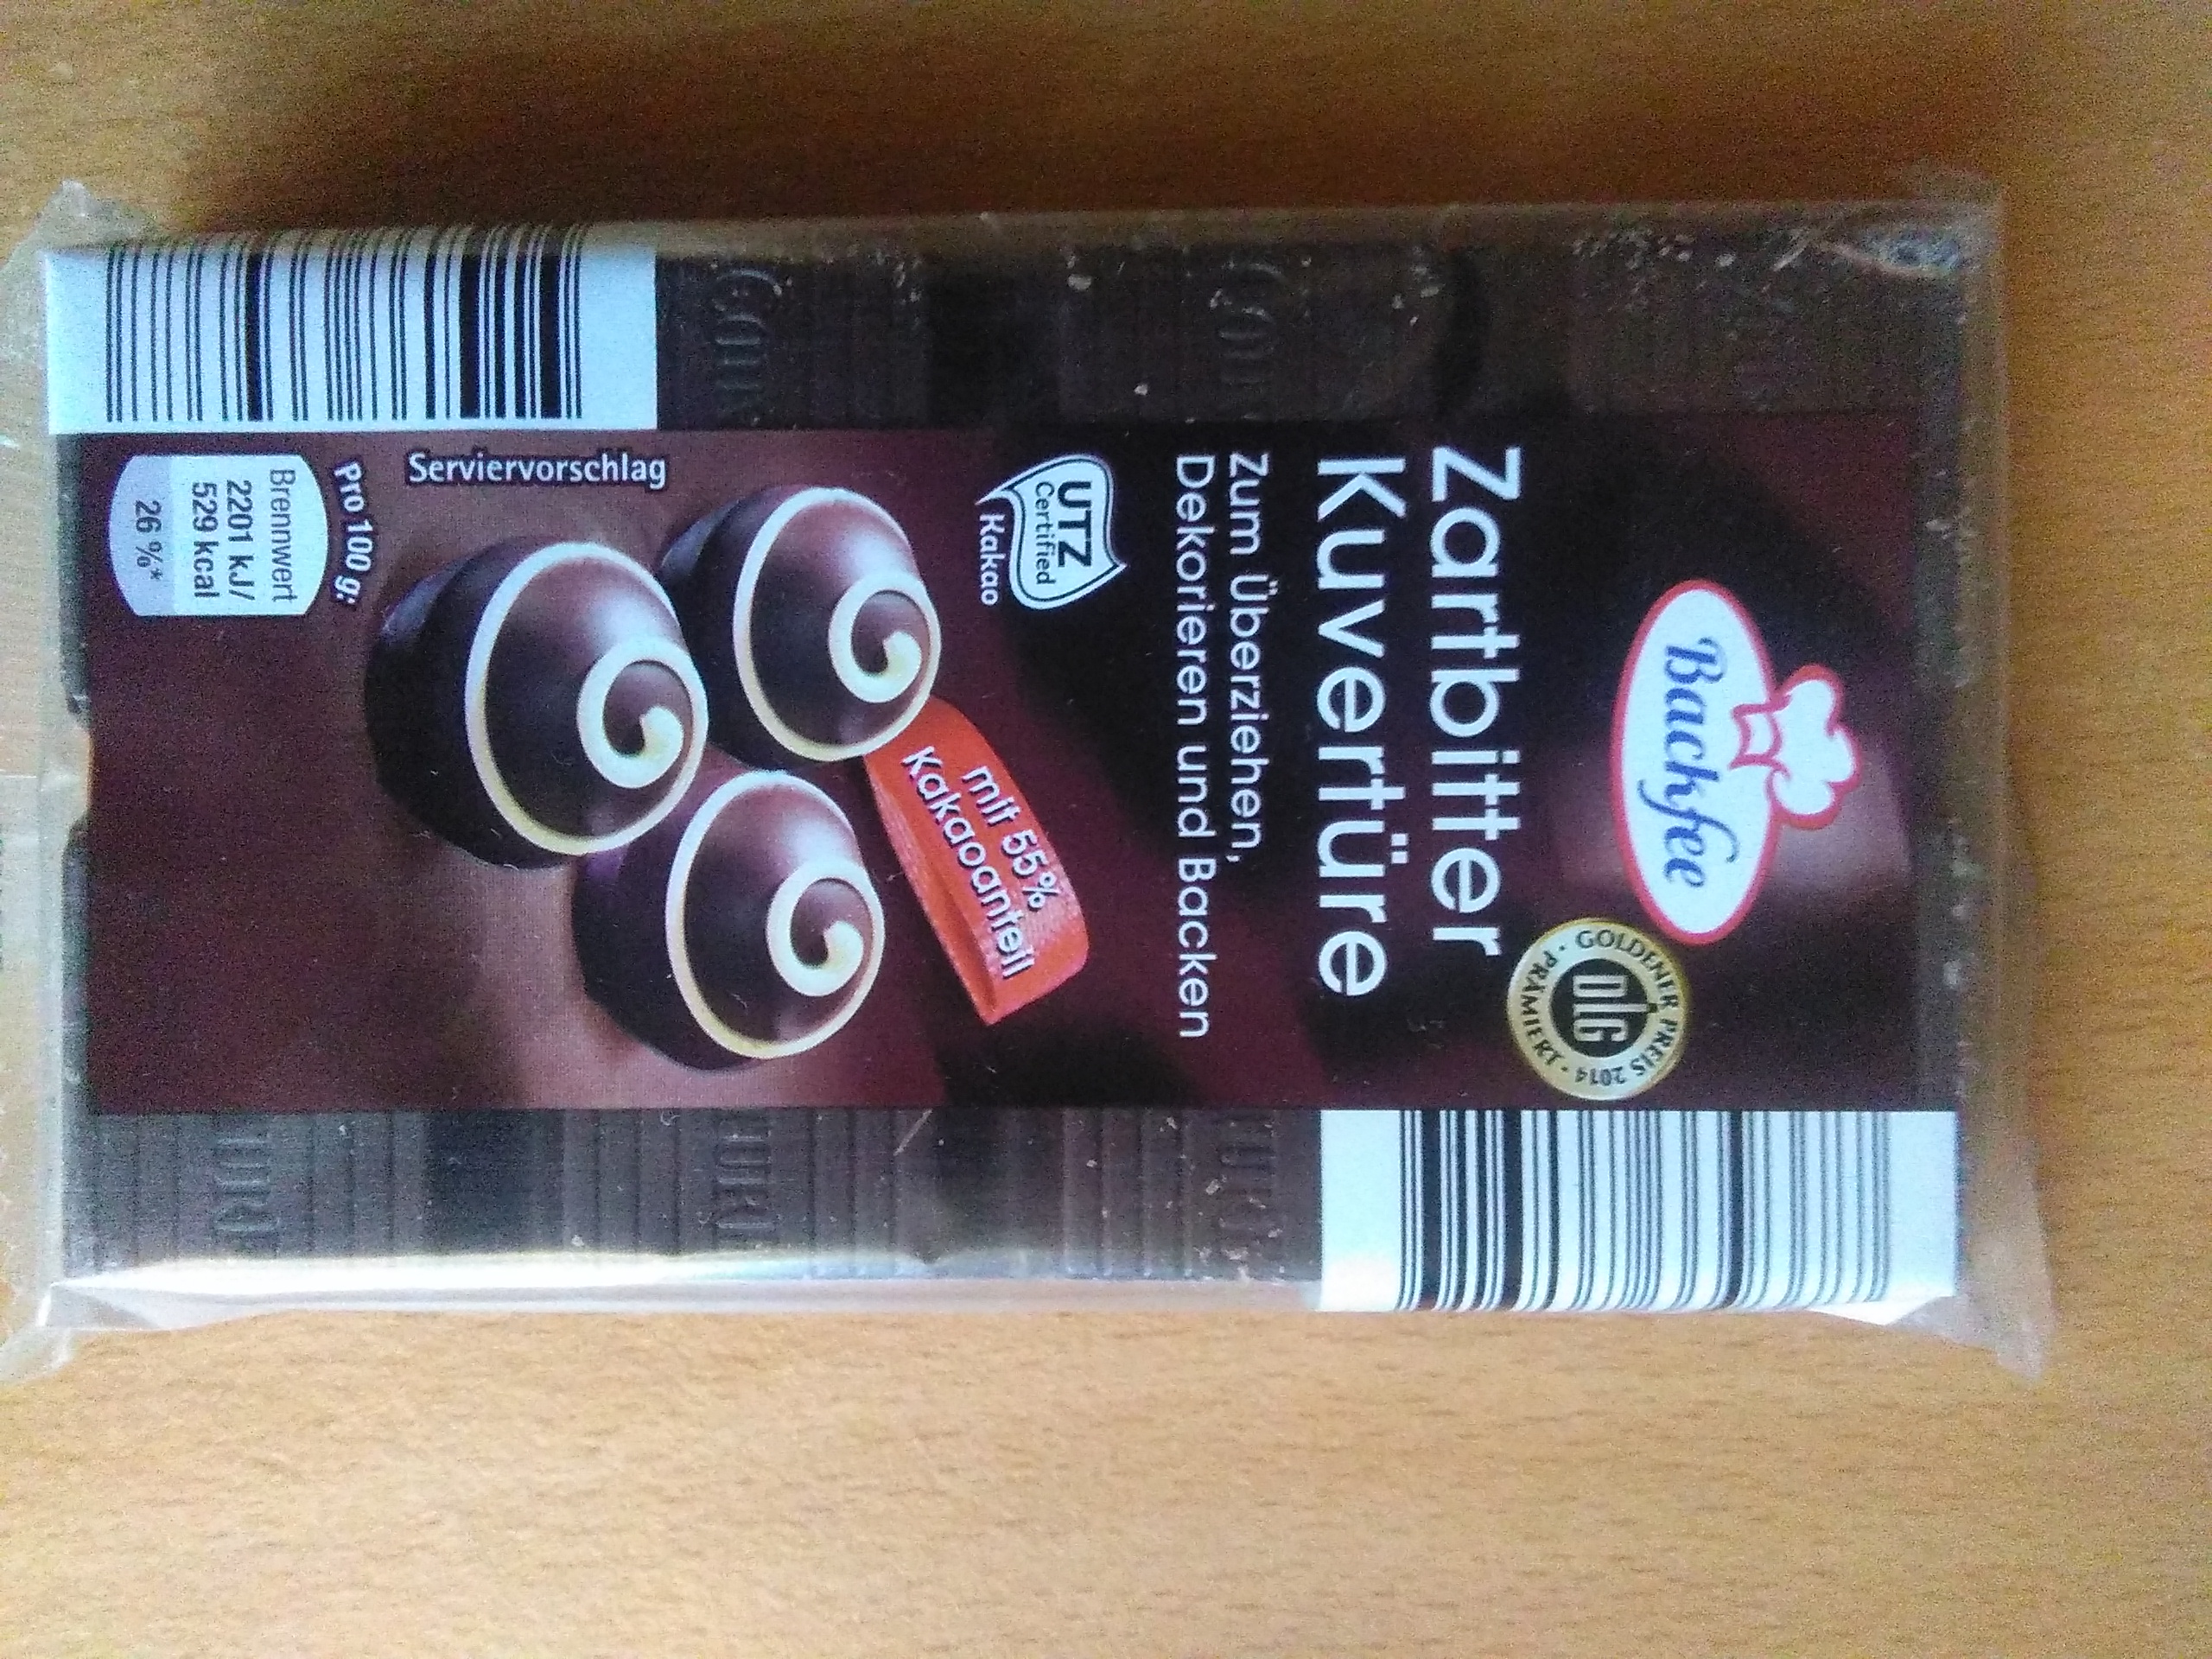 Backfee
GOLDENER PREIS 2014
DLG
PRÄMIERT
Zartbitter
Kuvertüre
Zum Überziehen,
Dekorieren und Backen
UTZ
Certified
Kakao
mit 55%
Kakaoanteil
Serviervorschlag
Pro 100 g:
Brennwert
2201 kJ/
529 kcal
26 %*